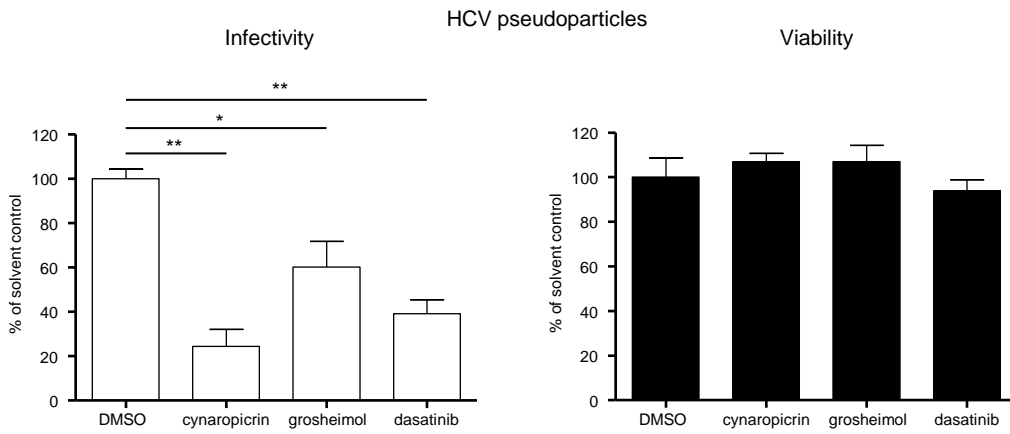 HCV pseudoparticles
Infectivity
**
*
**
% of solvent control
120
100
80
60
40
20
0
DMSO cynaropicrin grosheimol dasatinib
Viability
% of solvent control
120
100
80
60
40
20
0
DMSO cynaropicrin grosheimol dasatinib